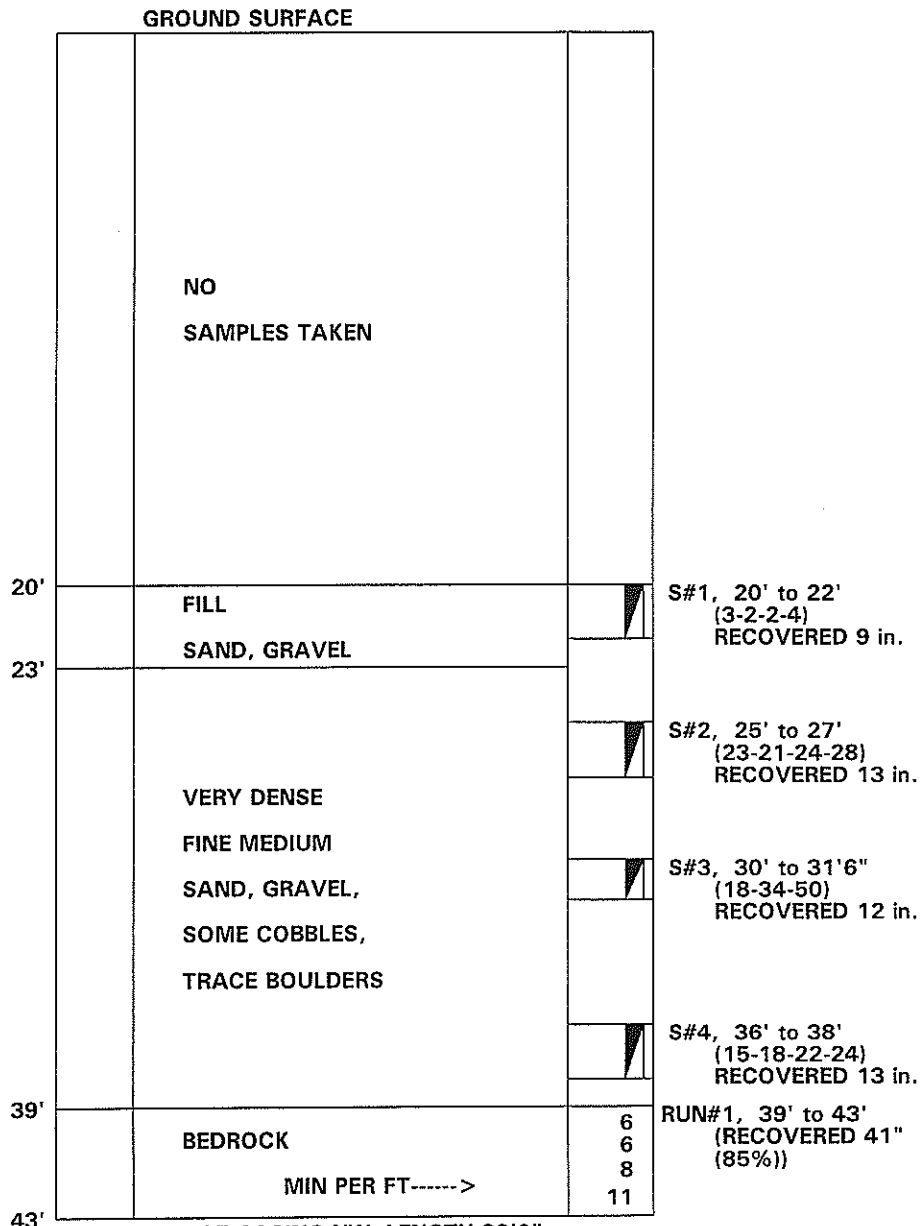 GROUND SURFACE
NO
SAMPLES TAKEN
20'
FILL
SAND, GRAVEL
S#1, 20' to 22'
(3-2-2-4)
RECOVERED 9 in.
23'
S#2, 25' to 27'
(23-21-24-28)
RECOVERED 13 in.
VERY DENSE
FINE MEDIUM
SAND, GRAVEL,
SOME COBBLES,
TRACE BOULDERS
S#3, 30' to 31'6"
(18-34-50)
RECOVERED 12 in.
S#4, 36' to 38'
(15-18-22-24)
RECOVERED 13 in.
39'
BEDROCK
MIN PER FT------>
6
6
8
11
RUN#1, 39' to 43'
(RECOVERED 41"
(85%))
43'